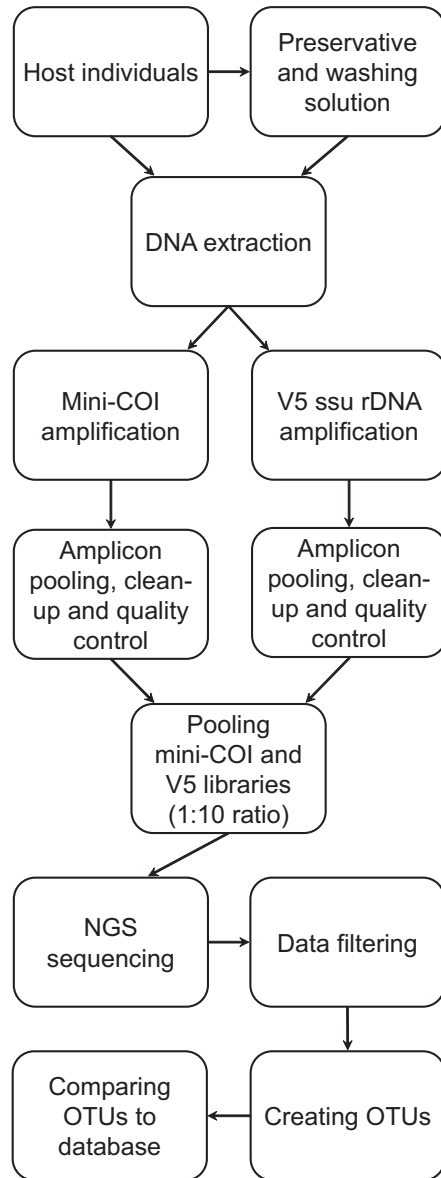 Host individuals
Preservative
and washing
solution
DNA extraction
Mini-COI
amplification
V5 ssu rDNA
amplification
Amplicon
pooling, clean-
up and quality
control
Amplicon
pooling, clean-
up and quality
control
Pooling
mini-COI and
V5 libraries
(1:10 ratio)
NGS
sequencing
Data filtering
Creating OTUs
Comparing
OTUs to
database